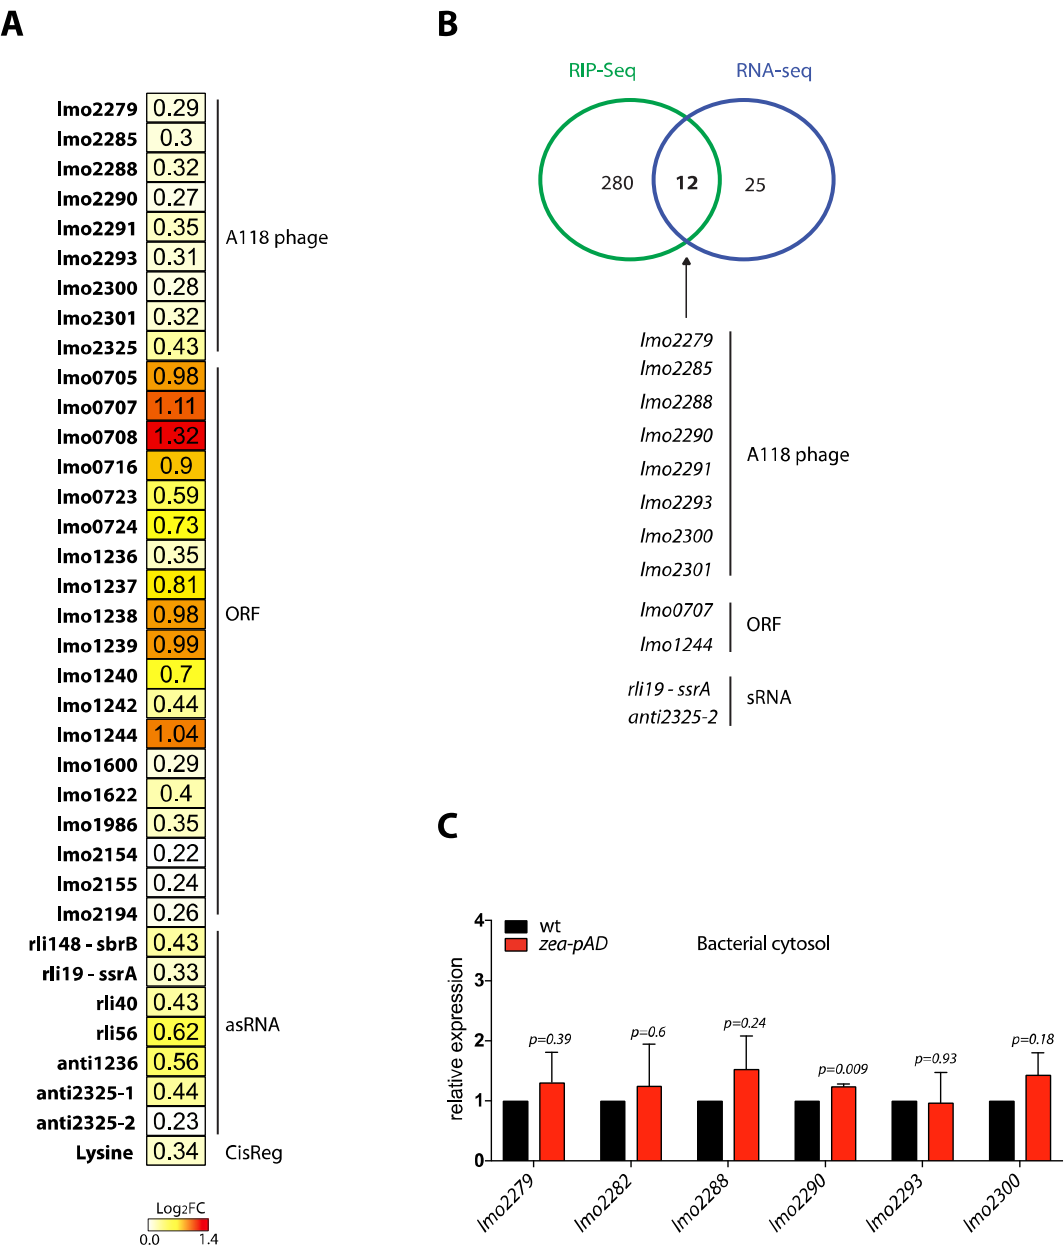 A
lmo2279 0.29
lmo2285 0.3
lmo2288 0.32
lmo2290 0.27
lmo2291 0.35
lmo2293 0.31
lmo2300 0.28
lmo2301 0.32
lmo2325 0.43
A118 phage
lmo0705 0.98
lmo0707 1.11
lmo0708 1.32
lmo0716 0.9
lmo0723 0.59
lmo0724 0.73
lmo1236 0.35
lmo1237 0.81
lmo1238 0.98
lmo1239 0.99
lmo1240 0.7
lmo1242 0.44
lmo1244 1.04
lmo1600 0.29
lmo1622 0.4
lmo1986 0.35
lmo2154 0.22
lmo2155 0.24
lmo2194 0.26
ORF
rli148 - sbrB 0.43
rli19 - ssrA 0.33
rli40 0.43
rli56 0.62
anti1236 0.56
anti2325-1 0.44
anti2325-2 0.23
asRNA
Lysine 0.34 CisReg
Log2FC
0.0 1.4
B
RIP-Seq RNA-seq
280 12 25
lmo2279
lmo2285
lmo2288
lmo2290
lmo2291
lmo2293
lmo2300
lmo2301
A118 phage
lmo0707
lmo1244
ORF
rli19 - ssrA
anti2325-2
sRNA
C
wt
zea-pAD
Bacterial cytosol
relative expression
4
3
2
1
0
p=0.39
p=0.6
p=0.24
p=0.009
p=0.93
p=0.18
lmo2279
lmo2282
lmo2288
lmo2290
lmo2293
lmo2300